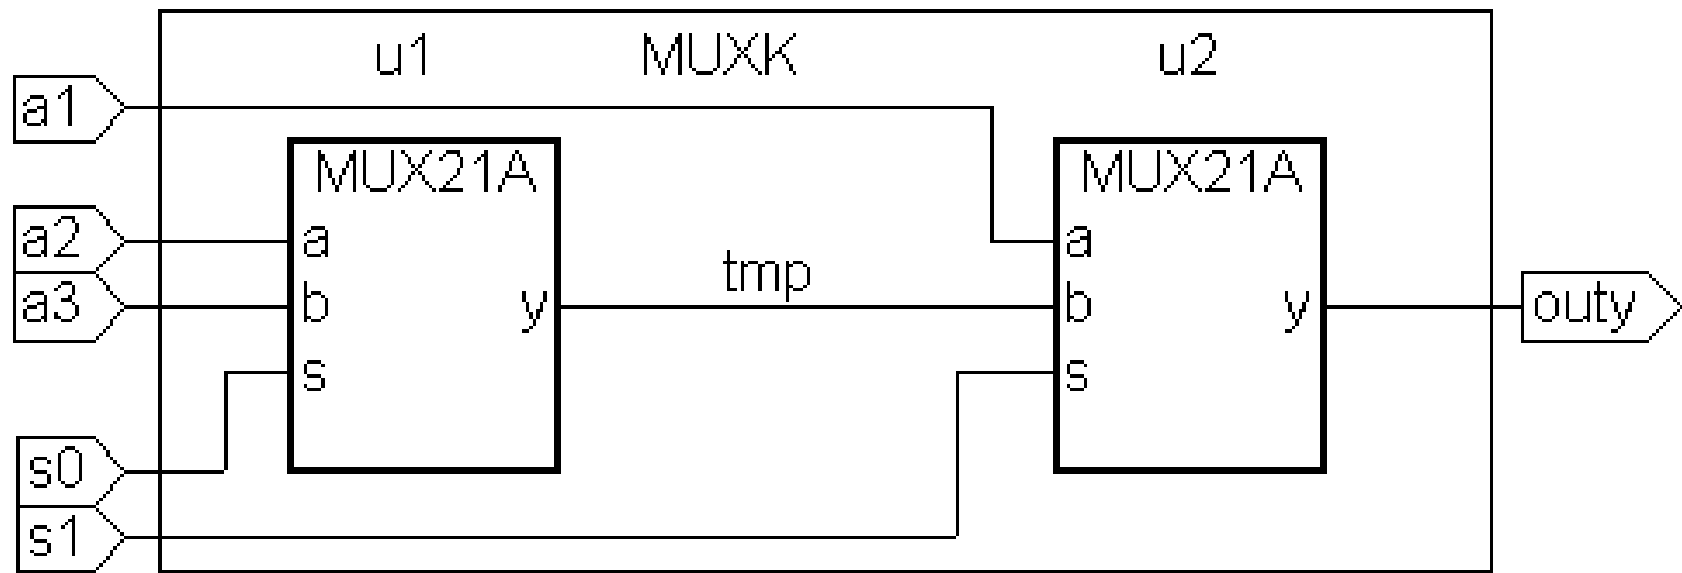 u1 MUXK u2
a1
MUX21A MUX21A
a2 a a
tmp
a3 b y b y outy
s s
s0
s1